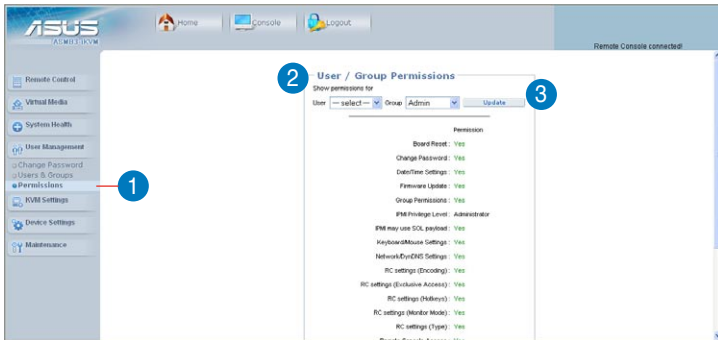 ASUS
Home
Console
Logout
Remote Console connected!
Remote Control
Virtual Media
System Health
User Management
Change Password
Users & Groups
Permissions
KVM Settings
Device Settings
Maintenance
1
2
User / Group Permissions
Show permissions for
User — select — Group Admin Update
3
Permission
Board Reset : Yes
Change Password : Yes
Date/Time Settings : Yes
Firmware Update : Yes
Group Permissions : Yes
IPMI Privilege Level : Administrator
IPMI may use SOL payload : Yes
Keyboard/Mouse Settings : Yes
Network/DynDNS Settings : Yes
RC settings (Encoding) : Yes
RC settings (Exclusive Access) : Yes
RC settings (Hotkeys) : Yes
RC settings (Monitor Mode) : Yes
RC settings (Type) : Yes